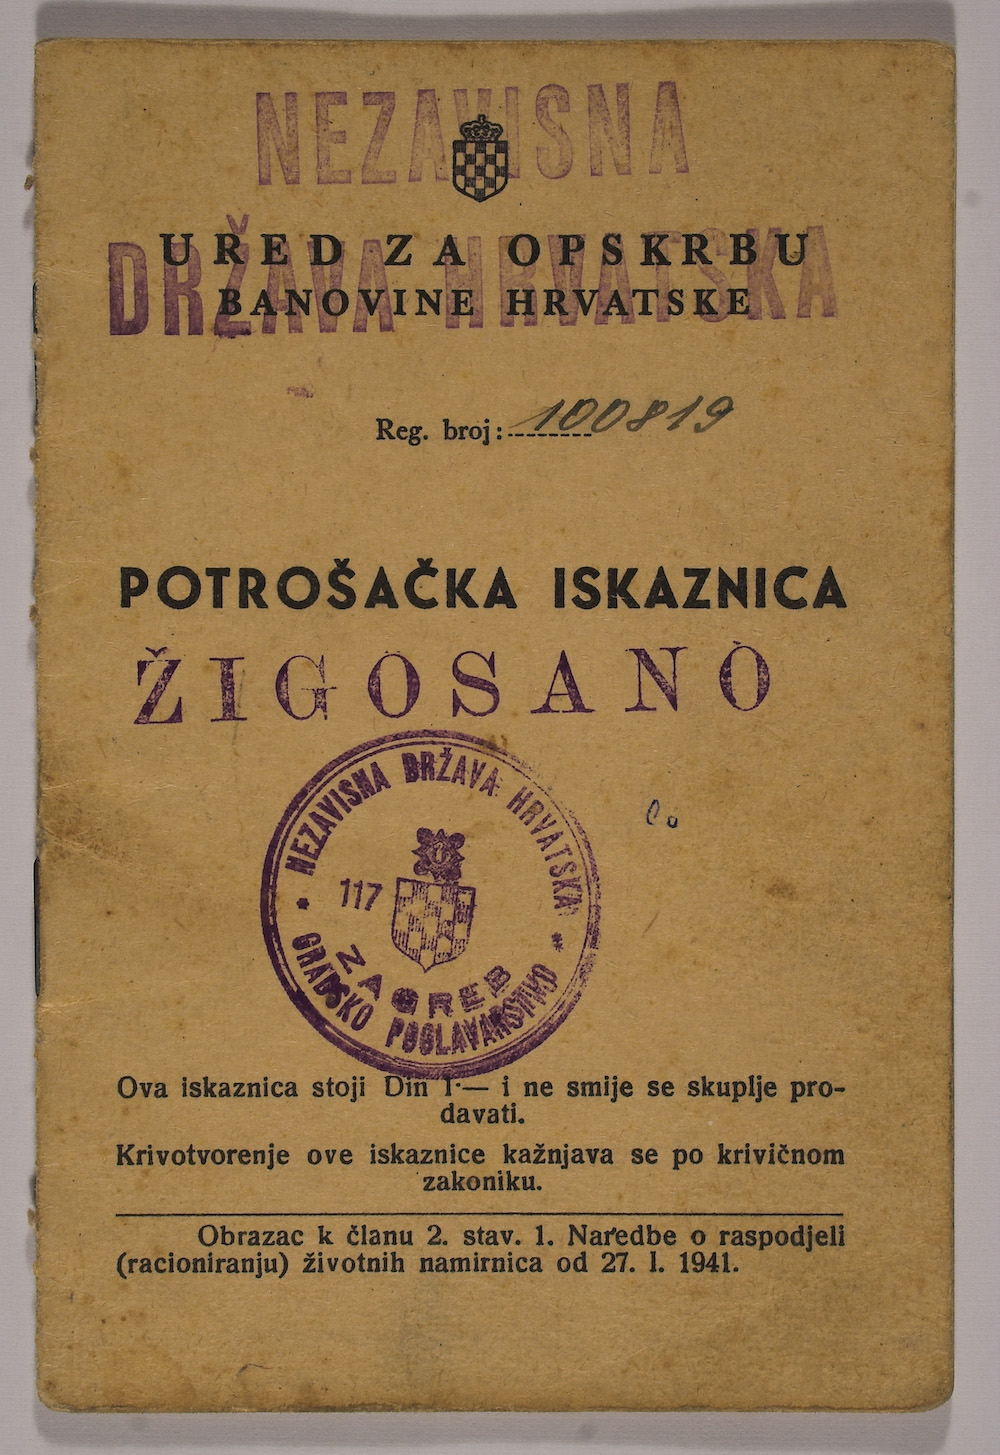 NEZAVISNA
DRŽAVA HRVATSKA
URED ZA OPSKRBU
BANOVINE HRVATSKE
Reg. broj: 100819
POTROŠAČKA ISKAZNICA
ŽIGOSANO
NEZAVISNA DRŽAVA HRVATSKA
117
ZAGREB
GRADSKO POGLAVARSTVO
Ova iskaznica stoji Din 1·— i ne smije se skuplje pro-
davati.
Krivotvorenje ove iskaznice kažnjava se po krivičnom
zakoniku.
Obrazac k članu 2. stav. 1. Naredbe o raspodjeli
(racioniranju) životnih namirnica od 27. I. 1941.